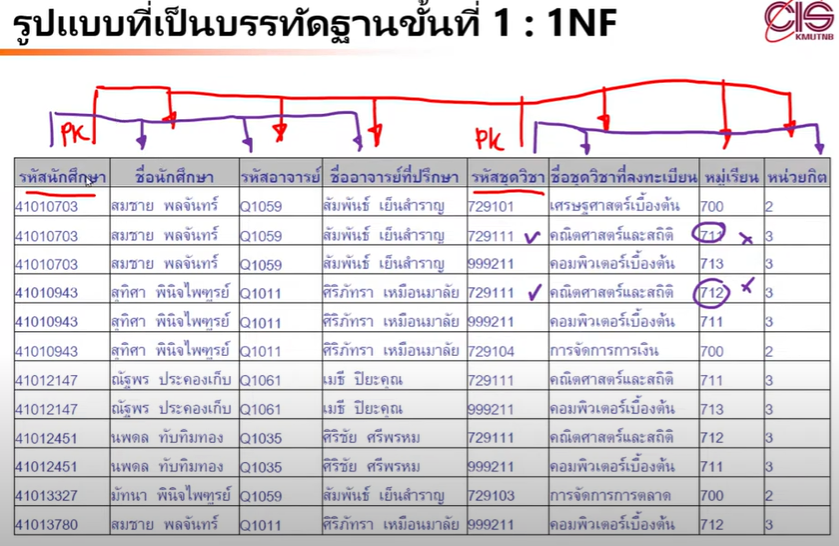 รูปแบบที่เป็นบรรทัดฐานขั้นที่ 1 : 1NF
CIS
KMUTNB
PK
PK
รหัสนักศึกษา ชื่อนักศึกษา รหัสอาจารย์ ชื่ออาจารย์ที่ปรึกษา รหัสชุดวิชา ชื่อชุดวิชาที่ลงทะเบียน หมู่เรียน หน่วยกิต
41010703 สมชาย พลจันทร์ Q1059 สัมพันธ์ เย็นสำราญ 729101 เศรษฐศาสตร์เบื้องต้น 700 2
41010703 สมชาย พลจันทร์ Q1059 สัมพันธ์ เย็นสำราญ 729111 คณิตศาสตร์และสถิติ 711 3
41010703 สมชาย พลจันทร์ Q1059 สัมพันธ์ เย็นสำราญ 999211 คอมพิวเตอร์เบื้องต้น 713 3
41010943 สุทิศา พินิจไพฑูรย์ Q1011 ศิริภัทรา เหมือนมาลัย 729111 คณิตศาสตร์และสถิติ 712 3
41010943 สุทิศา พินิจไพฑูรย์ Q1011 ศิริภัทรา เหมือนมาลัย 999211 คอมพิวเตอร์เบื้องต้น 711 3
41010943 สุทิศา พินิจไพฑูรย์ Q1011 ศิริภัทรา เหมือนมาลัย 729104 การจัดการการเงิน 700 2
41012147 ณัฐพร ประคองเก็บ Q1061 เมธี ปิยะคุณ 729111 คณิตศาสตร์และสถิติ 711 3
41012147 ณัฐพร ประคองเก็บ Q1061 เมธี ปิยะคุณ 999211 คอมพิวเตอร์เบื้องต้น 713 3
41012451 นพดล ทับทิมทอง Q1035 ศิริชัย ศรีพรหม 729111 คณิตศาสตร์และสถิติ 712 3
41012451 นพดล ทับทิมทอง Q1035 ศิริชัย ศรีพรหม 999211 คอมพิวเตอร์เบื้องต้น 711 3
41013327 มัทนา พินิจไพฑูรย์ Q1059 สัมพันธ์ เย็นสำราญ 729103 การจัดการการตลาด 700 2
41013780 สมชาย พลจันทร์ Q1011 ศิริภัทรา เหมือนมาลัย 999211 คอมพิวเตอร์เบื้องต้น 712 3